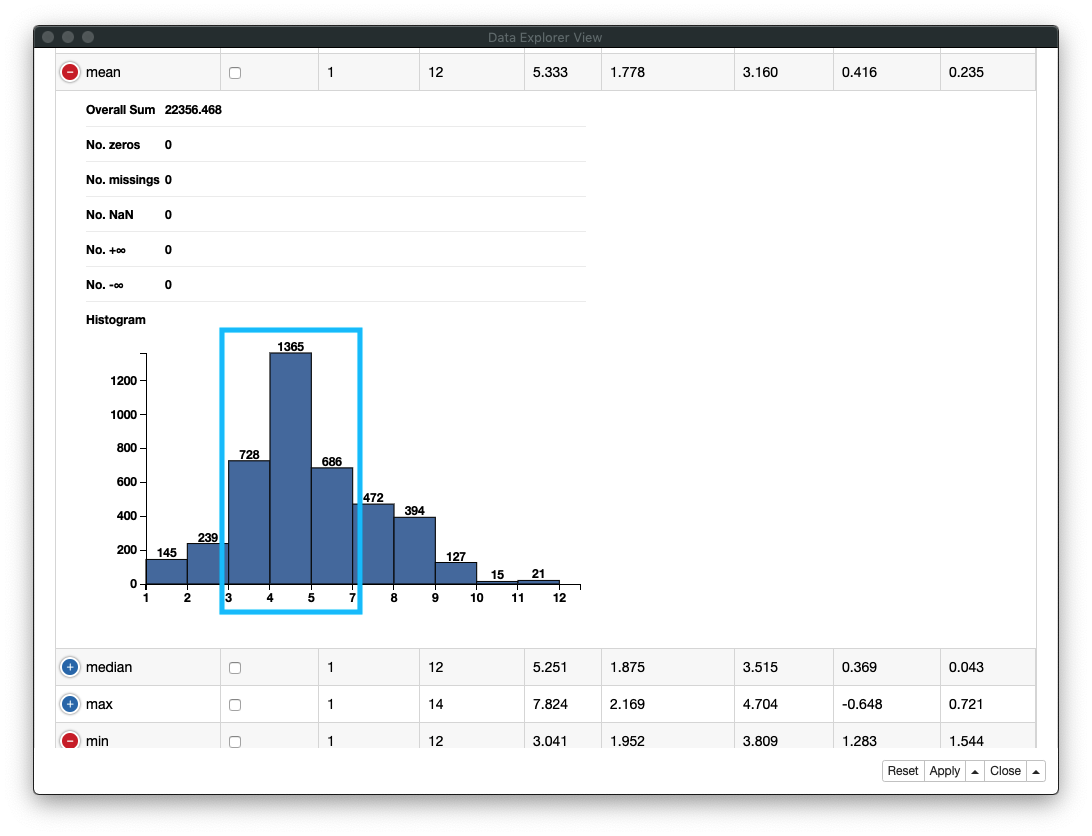 Data Explorer View
mean 1 12 5.333 1.778 3.160 0.416 0.235
Overall Sum 22356.468
No. zeros 0
No. missings 0
No. NaN 0
No. +∞ 0
No. -∞ 0
Histogram
1365
1200
1000
800
728
686
600
472
400
394
239
200
145
127
15
21
0
1 2 3 4 5 7 8 9 10 11 12
median 1 12 5.251 1.875 3.515 0.369 0.043
max 1 14 7.824 2.169 4.704 -0.648 0.721
min 1 12 3.041 1.952 3.809 1.283 1.544
Reset Apply Close